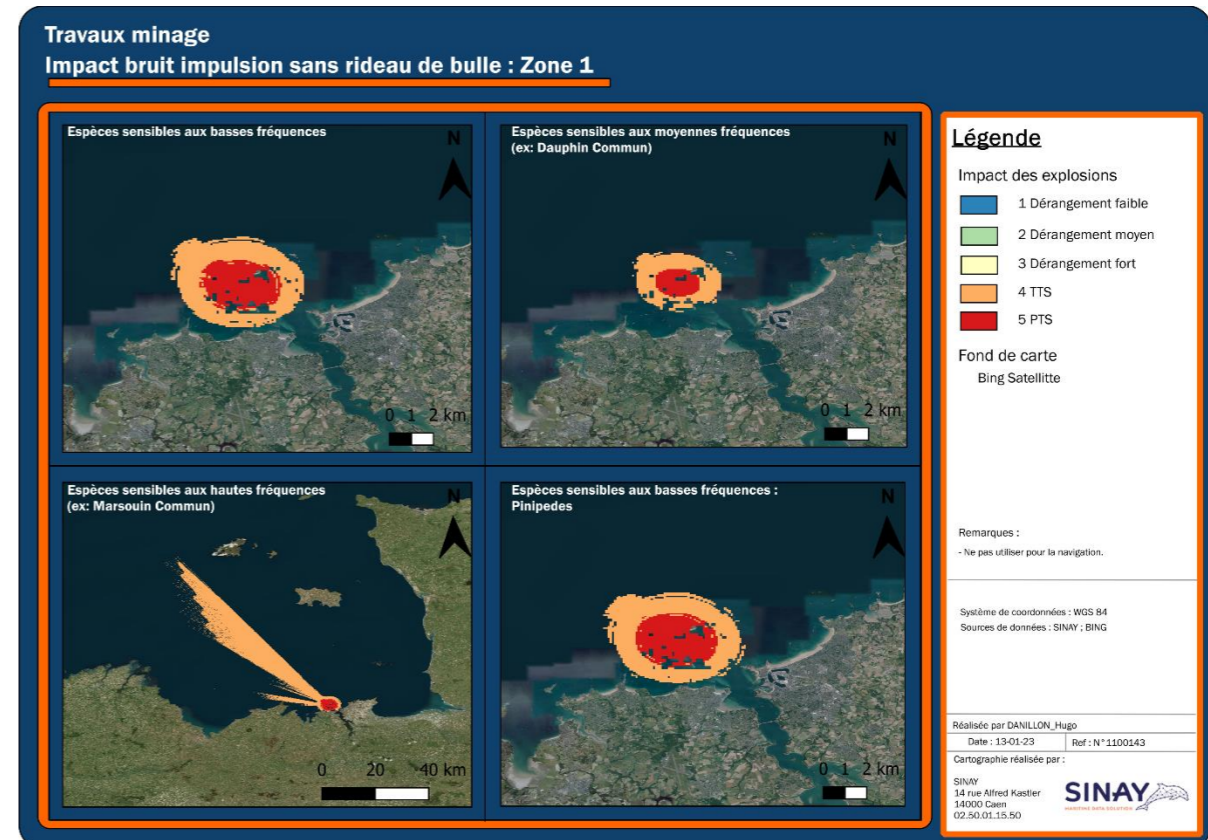 Travaux minage
Impact bruit impulsion sans rideau de bulle : Zone 1
Espèces sensibles aux basses fréquences
N
0 1 2 km
Espèces sensibles aux moyennes fréquences
(ex: Dauphin Commun)
N
0 1 2 km
Espèces sensibles aux hautes fréquences
(ex: Marsouin Commun)
N
0 20 40 km
Espèces sensibles aux basses fréquences :
Pinipedes
N
0 1 2 km
Légende
Impact des explosions
1 Dérangement faible
2 Dérangement moyen
3 Dérangement fort
4 TTS
5 PTS
Fond de carte
Bing Satellitte
Remarques :
- Ne pas utiliser pour la navigation.
Système de coordonnées : WGS 84
Sources de données : SINAY ; BING
Réalisée par DANILLON_Hugo
Date : 13-01-23
Ref : N°1100143
Cartographie réalisée par :
SINAY
14 rue Alfred Kastler
14000 Caen
02.50.01.15.50
SINAY
MARITIME DATA SOLUTION